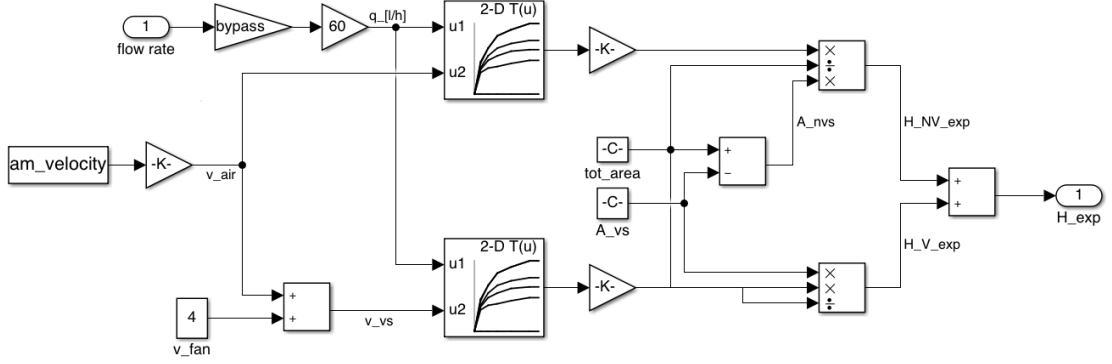 q_[l/h]
2-D T(u)
1
bypass
60
u1
-K-
×
÷
×
flow rate
u2
A_nvs
H_NV_exp
-C-
+
−
am_velocity
-K-
v_air
tot_area
-C-
A_vs
+
+
1
H_exp
2-D T(u)
H_V_exp
u1
×
×
÷
-K-
+
+
u2
4
v_vs
v_fan